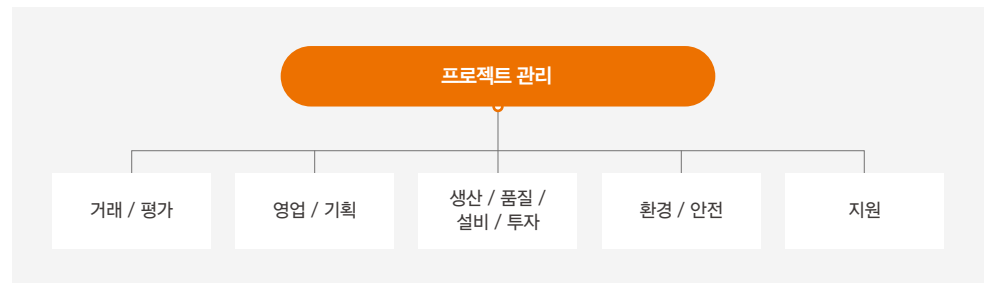 프로젝트 관리
거래 / 평가
영업 / 기획
생산 / 품질 /
설비 / 투자
환경 / 안전
지원